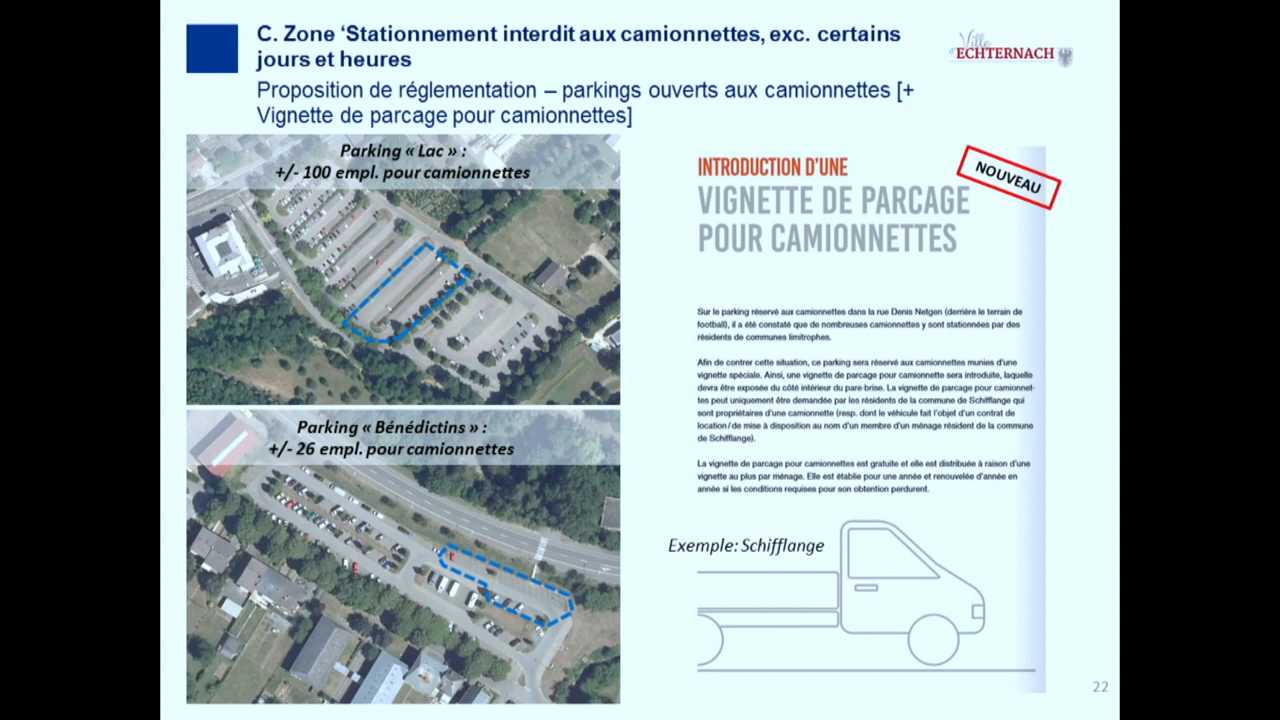 C. Zone ‘Stationnement interdit aux camionnettes, exc. certains
jours et heures
Proposition de réglementation – parkings ouverts aux camionnettes [+
Vignette de parcage pour camionnettes]
Ville
d'ECHTERNACH
Parking « Lac » :
+/- 100 empl. pour camionnettes
Parking « Bénédictins » :
+/- 26 empl. pour camionnettes
NOUVEAU
INTRODUCTION D’UNE
VIGNETTE DE PARCAGE
POUR CAMIONNETTES
Sur le parking réservé aux camionnettes dans la rue Denis Netgen (derrière le terrain de
football), il a été constaté que de nombreuses camionnettes y sont stationnées par des
résidents de communes limitrophes.
Afin de contrer cette situation, ce parking sera réservé aux camionnettes munies d’une
vignette spéciale. Ainsi, une vignette de parcage pour camionnette sera introduite, laquelle
devra être exposée du côté intérieur du pare-brise. La vignette de parcage pour camionnet-
tes peut uniquement être demandée par les résidents de la commune de Schifflange qui
sont propriétaires d’une camionnette (resp. dont le véhicule fait l’objet d’un contrat de
location / de mise à disposition au nom d’un membre d’un ménage résident de la commune
de Schifflange).
La vignette de parcage pour camionnettes est gratuite et elle est distribuée à raison d’une
vignette au plus par ménage. Elle est établie pour une année et renouvelée d’année en
année si les conditions requises pour son obtention perdurent.
Exemple: Schifflange
22